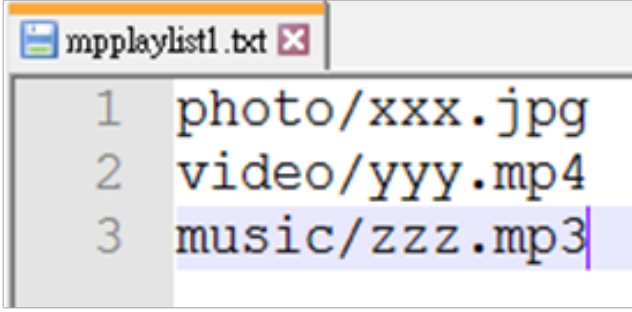 mpplaylist1.txt
1 photo/xxx.jpg
2 video/yyy.mp4
3 music/zzz.mp3